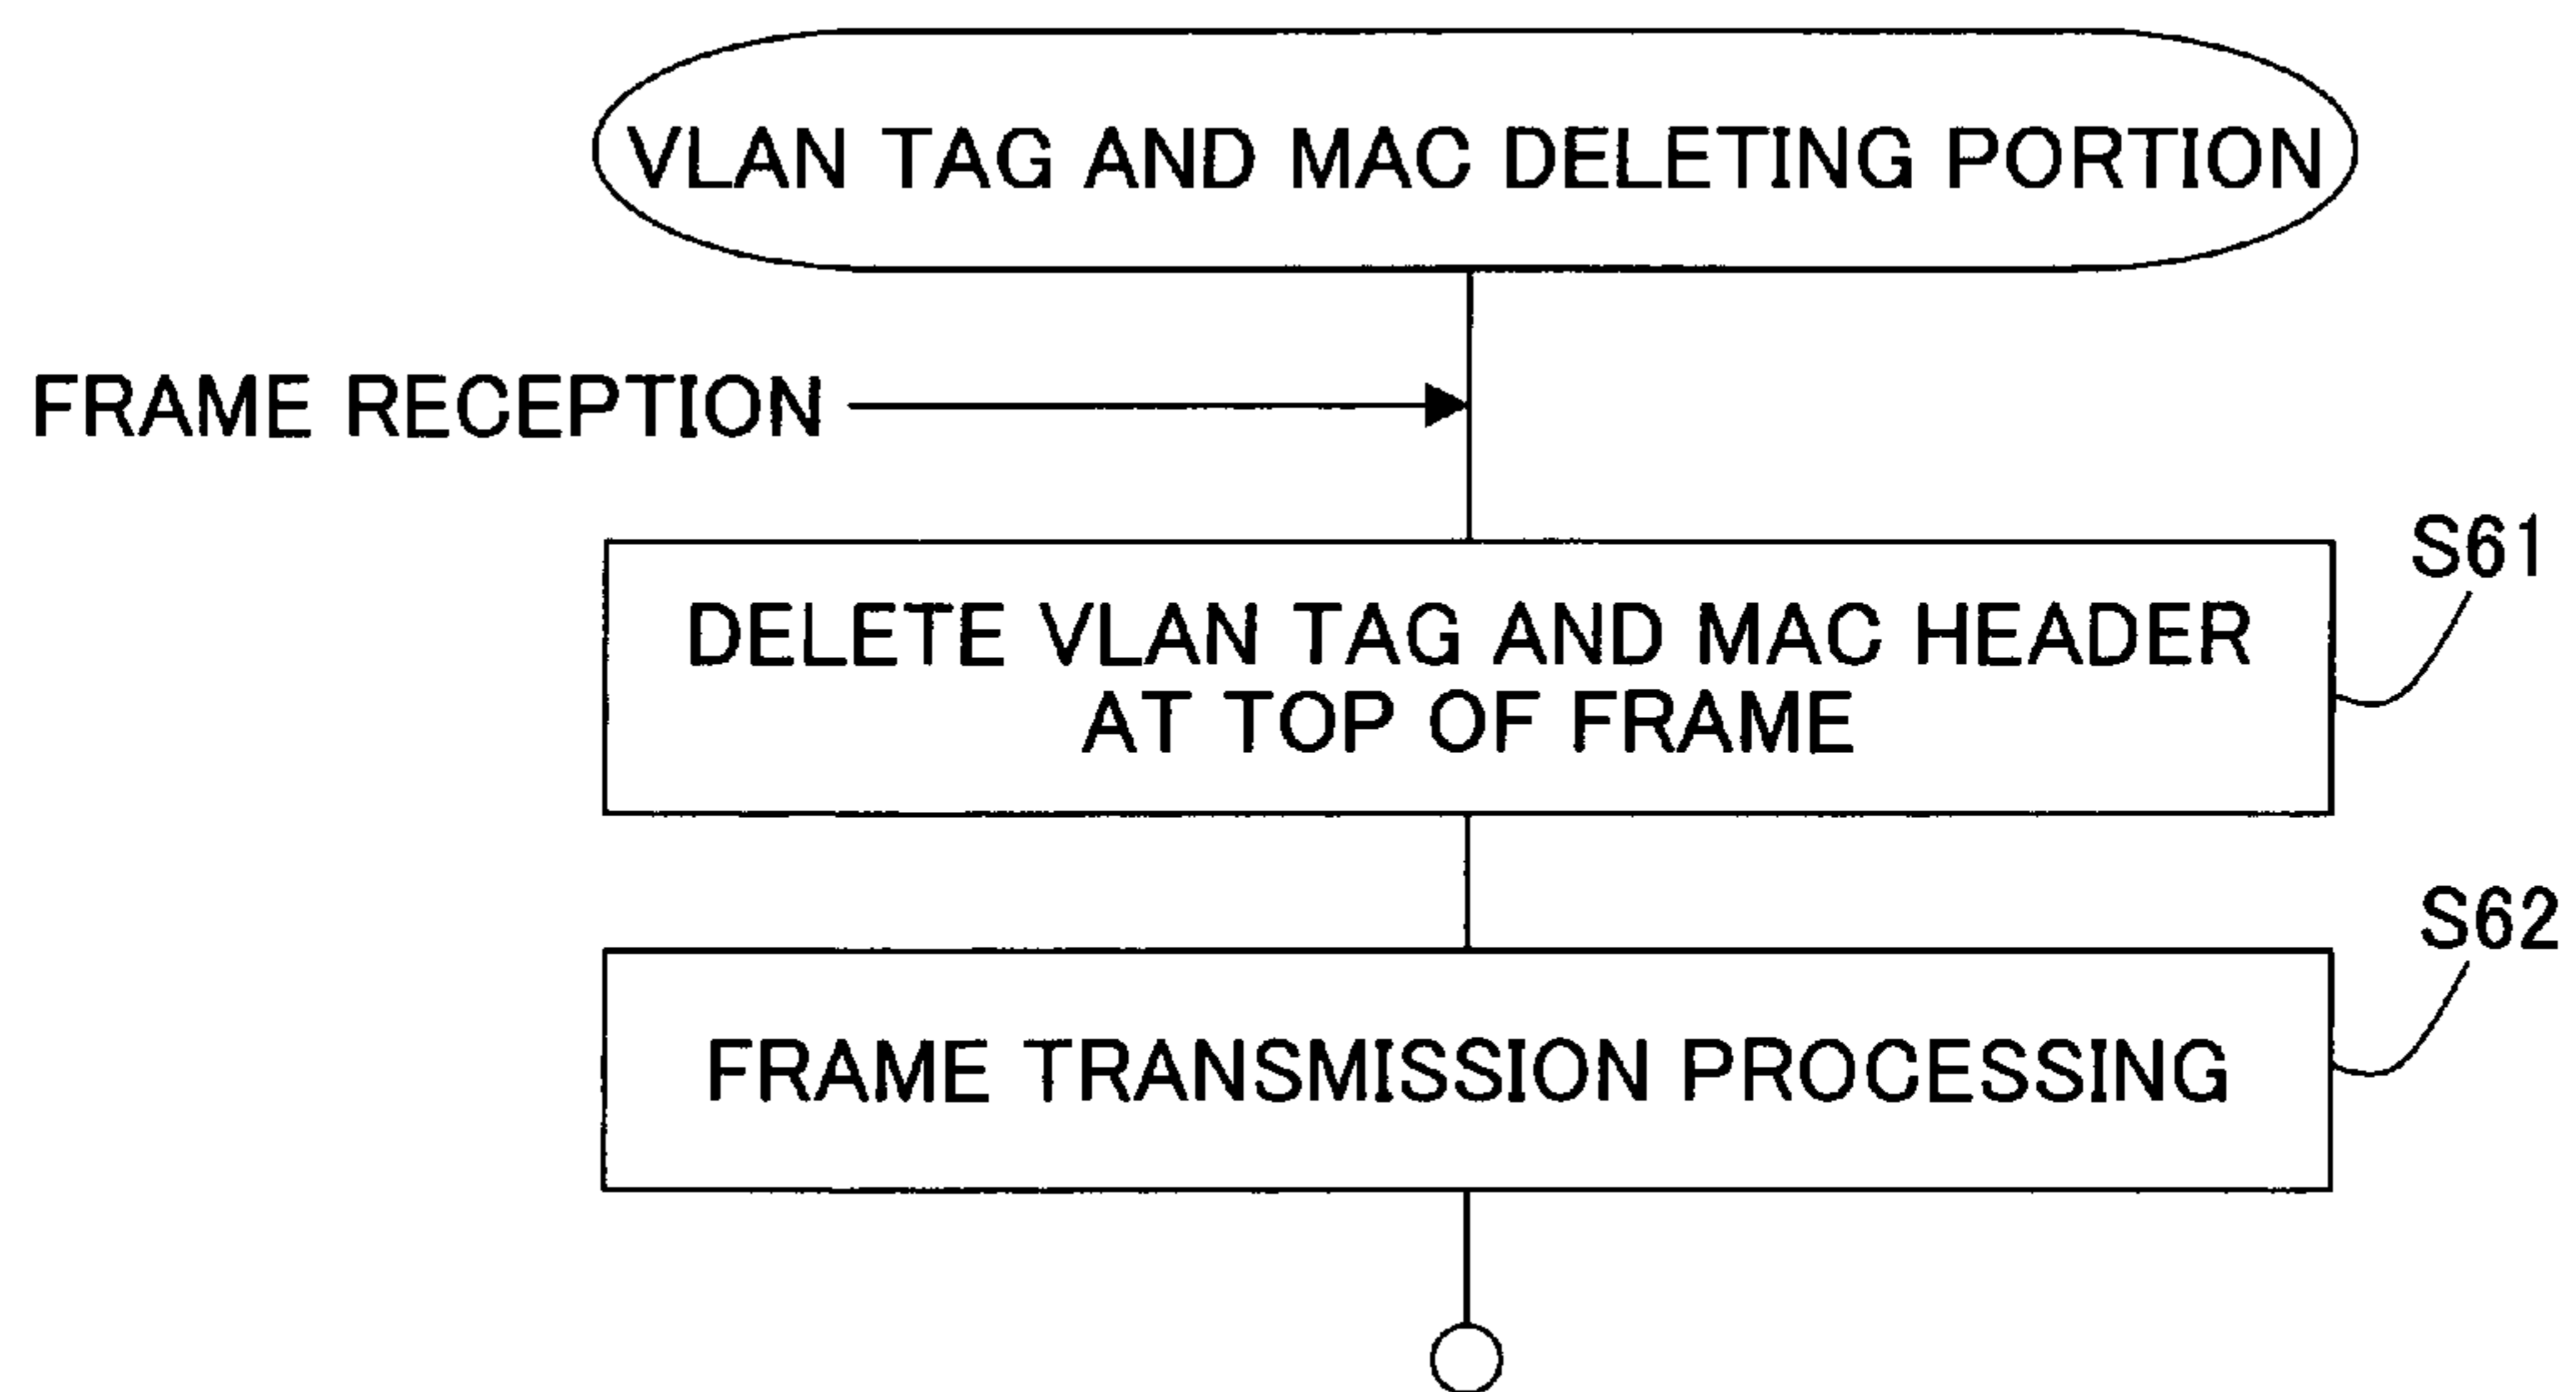 VLAN TAG AND MAC DELETING PORTION
FRAME RECEPTION
S61
DELETE VLAN TAG AND MAC HEADER
AT TOP OF FRAME
S62
FRAME TRANSMISSION PROCESSING